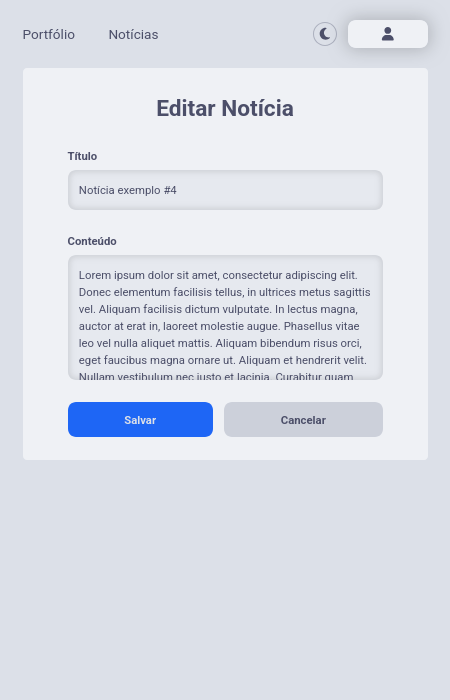 Portfólio Notícias
Editar Notícia
Título
Notícia exemplo #4
Conteúdo
Lorem ipsum dolor sit amet, consectetur adipiscing elit.
Donec elementum facilisis tellus, in ultrices metus sagittis
vel. Aliquam facilisis dictum vulputate. In lectus magna,
auctor at erat in, laoreet molestie augue. Phasellus vitae
leo vel nulla aliquet mattis. Aliquam bibendum risus orci,
eget faucibus magna ornare ut. Aliquam et hendrerit velit.
Nullam vestibulum nec justo et lacinia. Curabitur quam
Salvar Cancelar